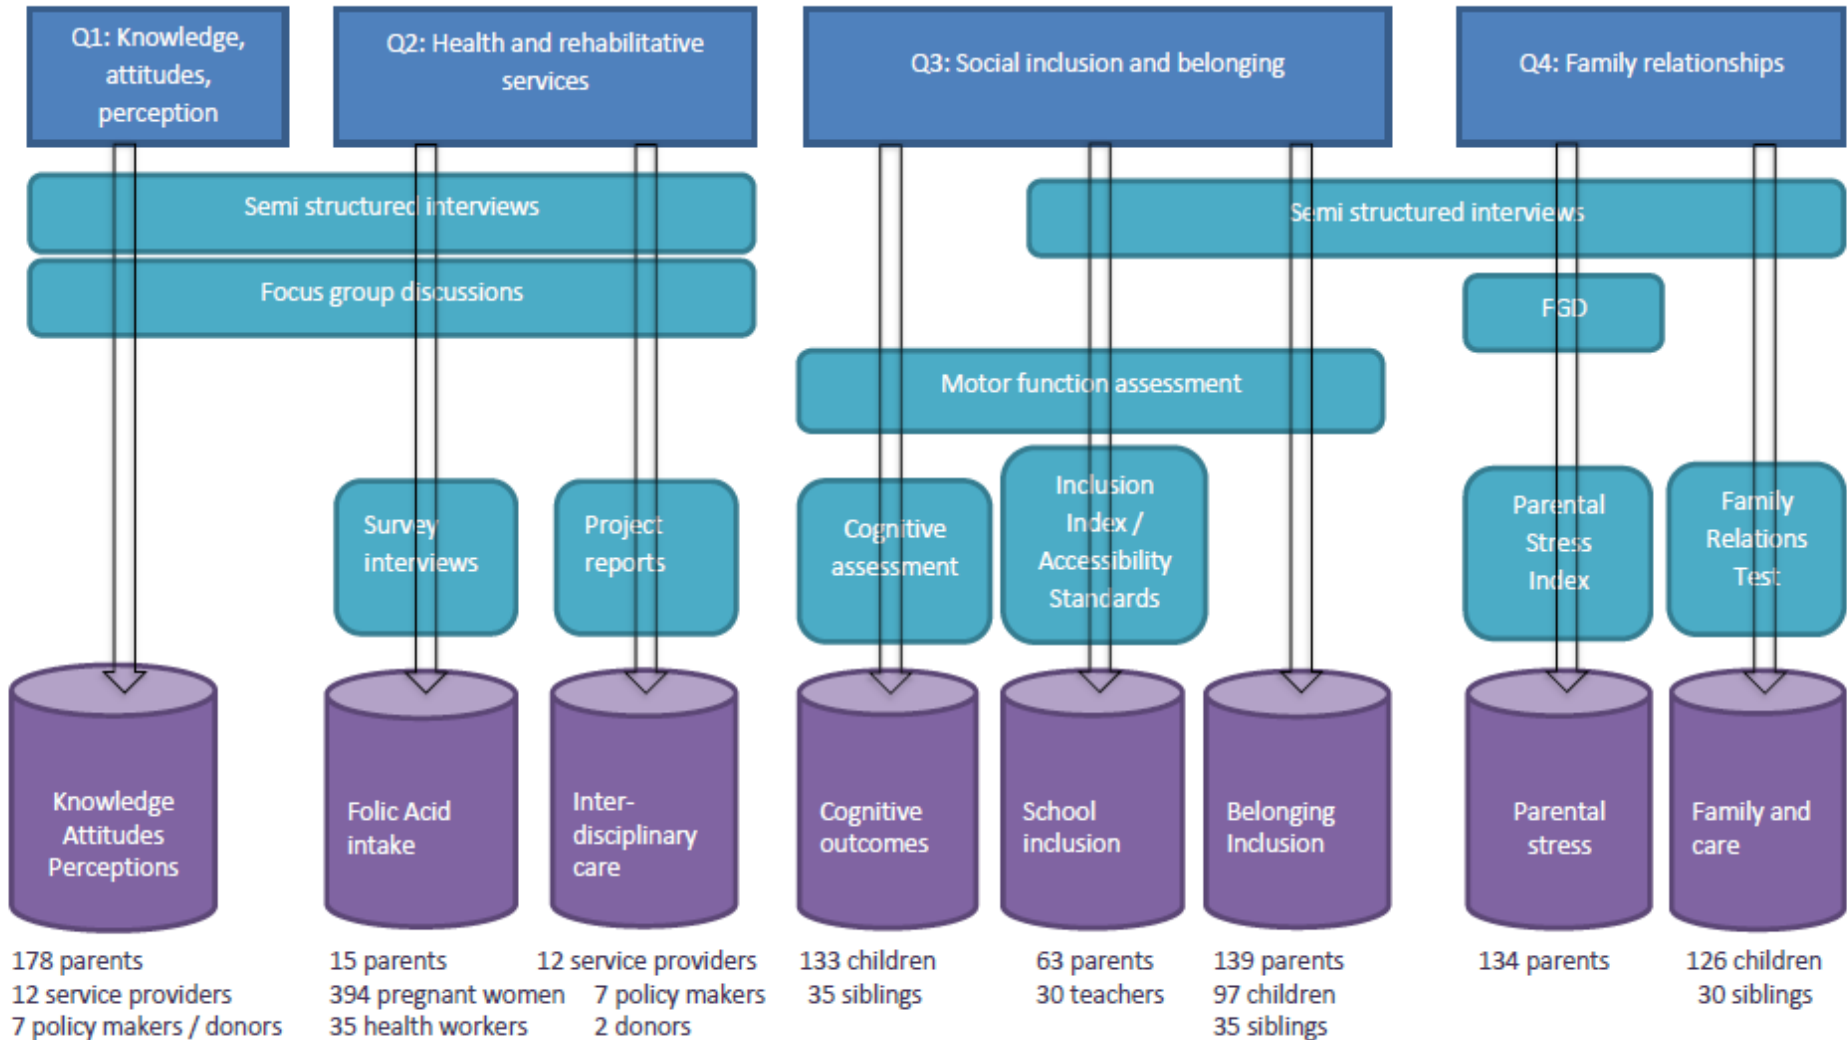 Q1: Knowledge,
attitudes,
perception
Q2: Health and rehabilitative
services
Q3: Social inclusion and belonging
Q4: Family relationships
Semi structured interviews
Semi structured interviews
Focus group discussions
FGD
Motor function assessment
Survey
interviews
Project
reports
Cognitive
assessment
Inclusion
Index /
Accessibility
Standards
Parental
Stress
Index
Family
Relations
Test
Knowledge
Attitudes
Perceptions
Folic Acid
intake
Inter-
disciplinary
care
Cognitive
outcomes
School
inclusion
Belonging
Inclusion
Parental
stress
Family and
care
178 parents
12 service providers
7 policy makers / donors
15 parents
394 pregnant women
35 health workers
12 service providers
7 policy makers
2 donors
133 children
35 siblings
63 parents
30 teachers
139 parents
97 children
35 siblings
134 parents
126 children
30 siblings